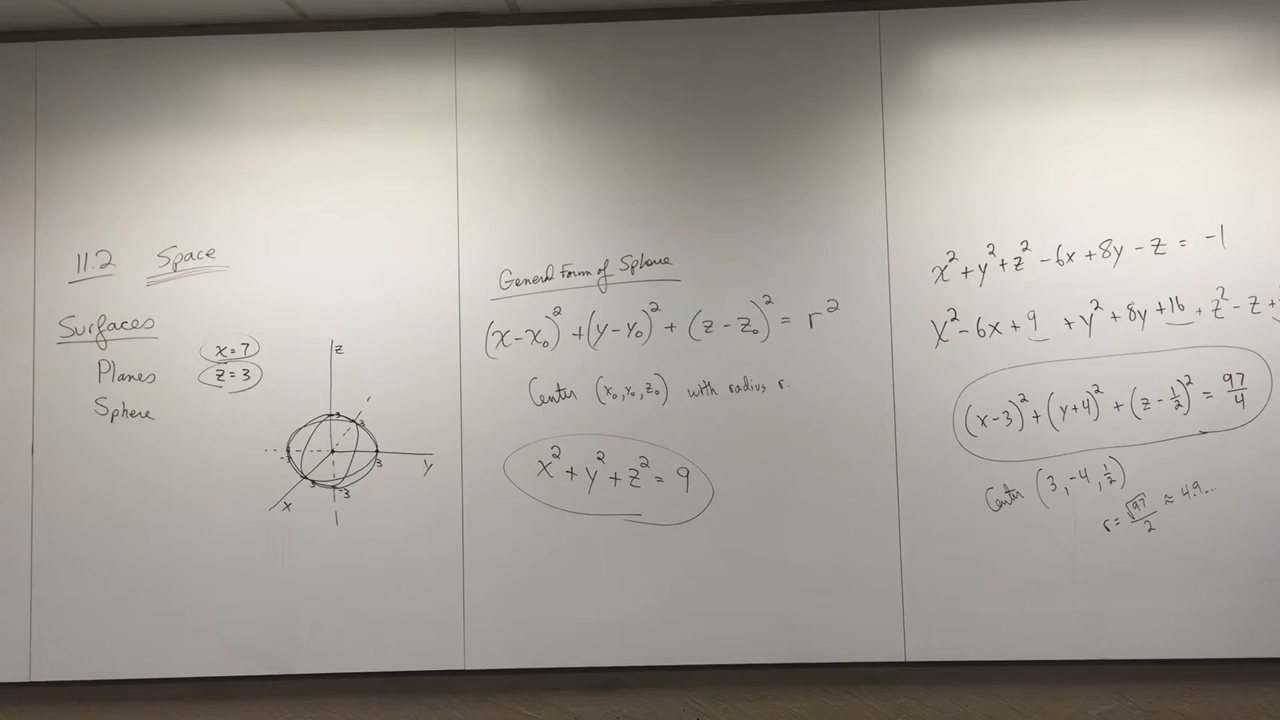 11.2 Space
Surfaces
Planes
Sphere
x=7
z=3
z
3
3
-3
3
3
-3
y
x
General Form of Sphere
(x-x₀)² + (y-y₀)² + (z-z₀)² = r²
Center (x₀, y₀, z₀) with radius r.
x² + y² + z² = 9
x² + y² + z² - 6x + 8y - z = -1
x² - 6x + 9 + y² + 8y + 16 + z² - z +
(x-3)² + (y+4)² + (z-1/2)² = 97/4
Center (3, -4, 1/2)
r = √97/2 ≈ 4.9...